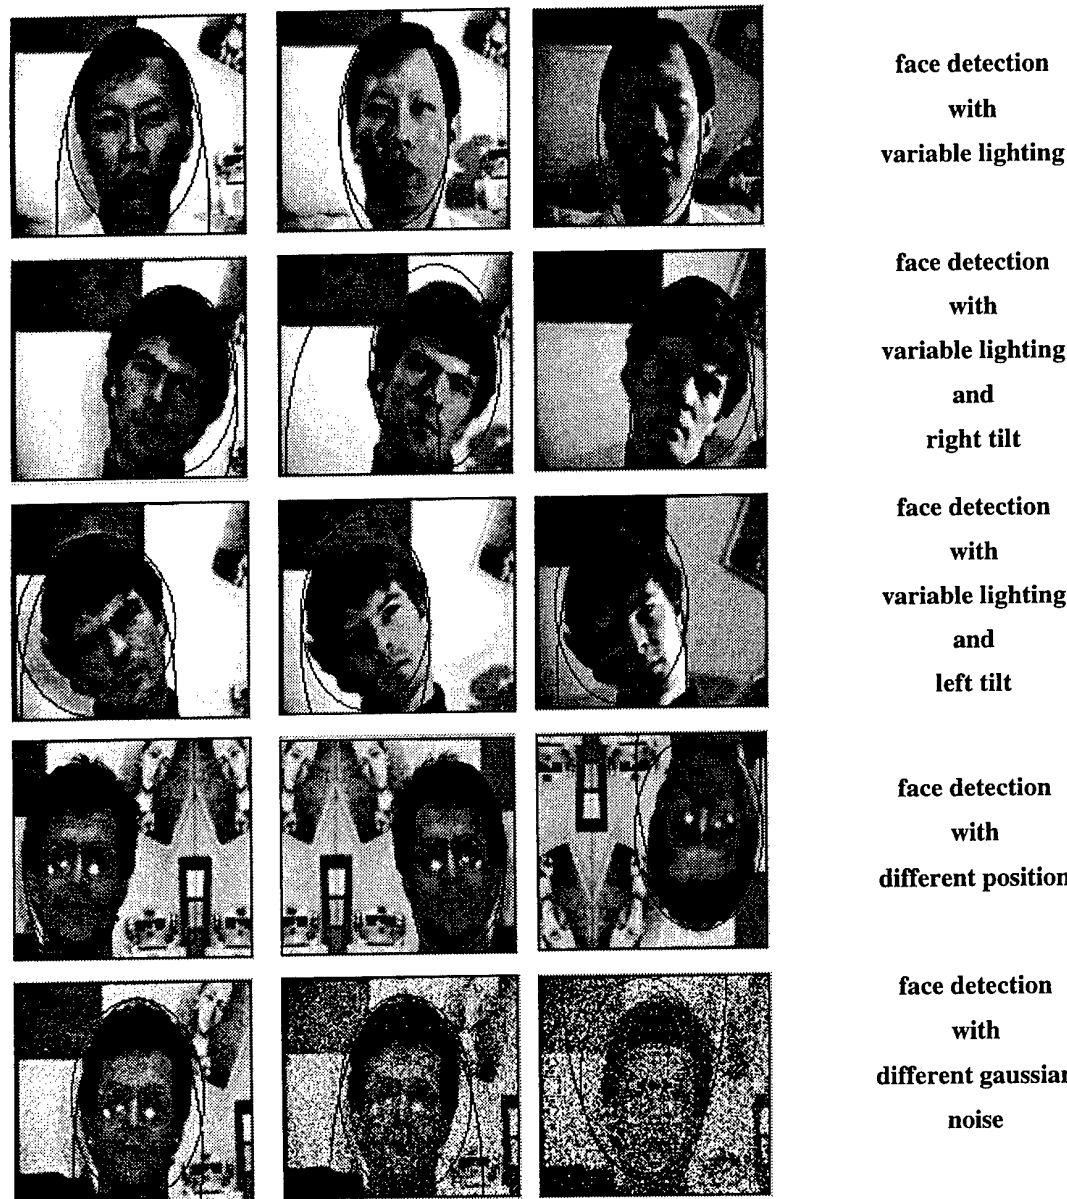 face detection
with
variable lighting
face detection
with
variable lighting
and
right tilt
face detection
with
variable lighting
and
left tilt
face detection
with
different position
face detection
with
different gaussian
noise